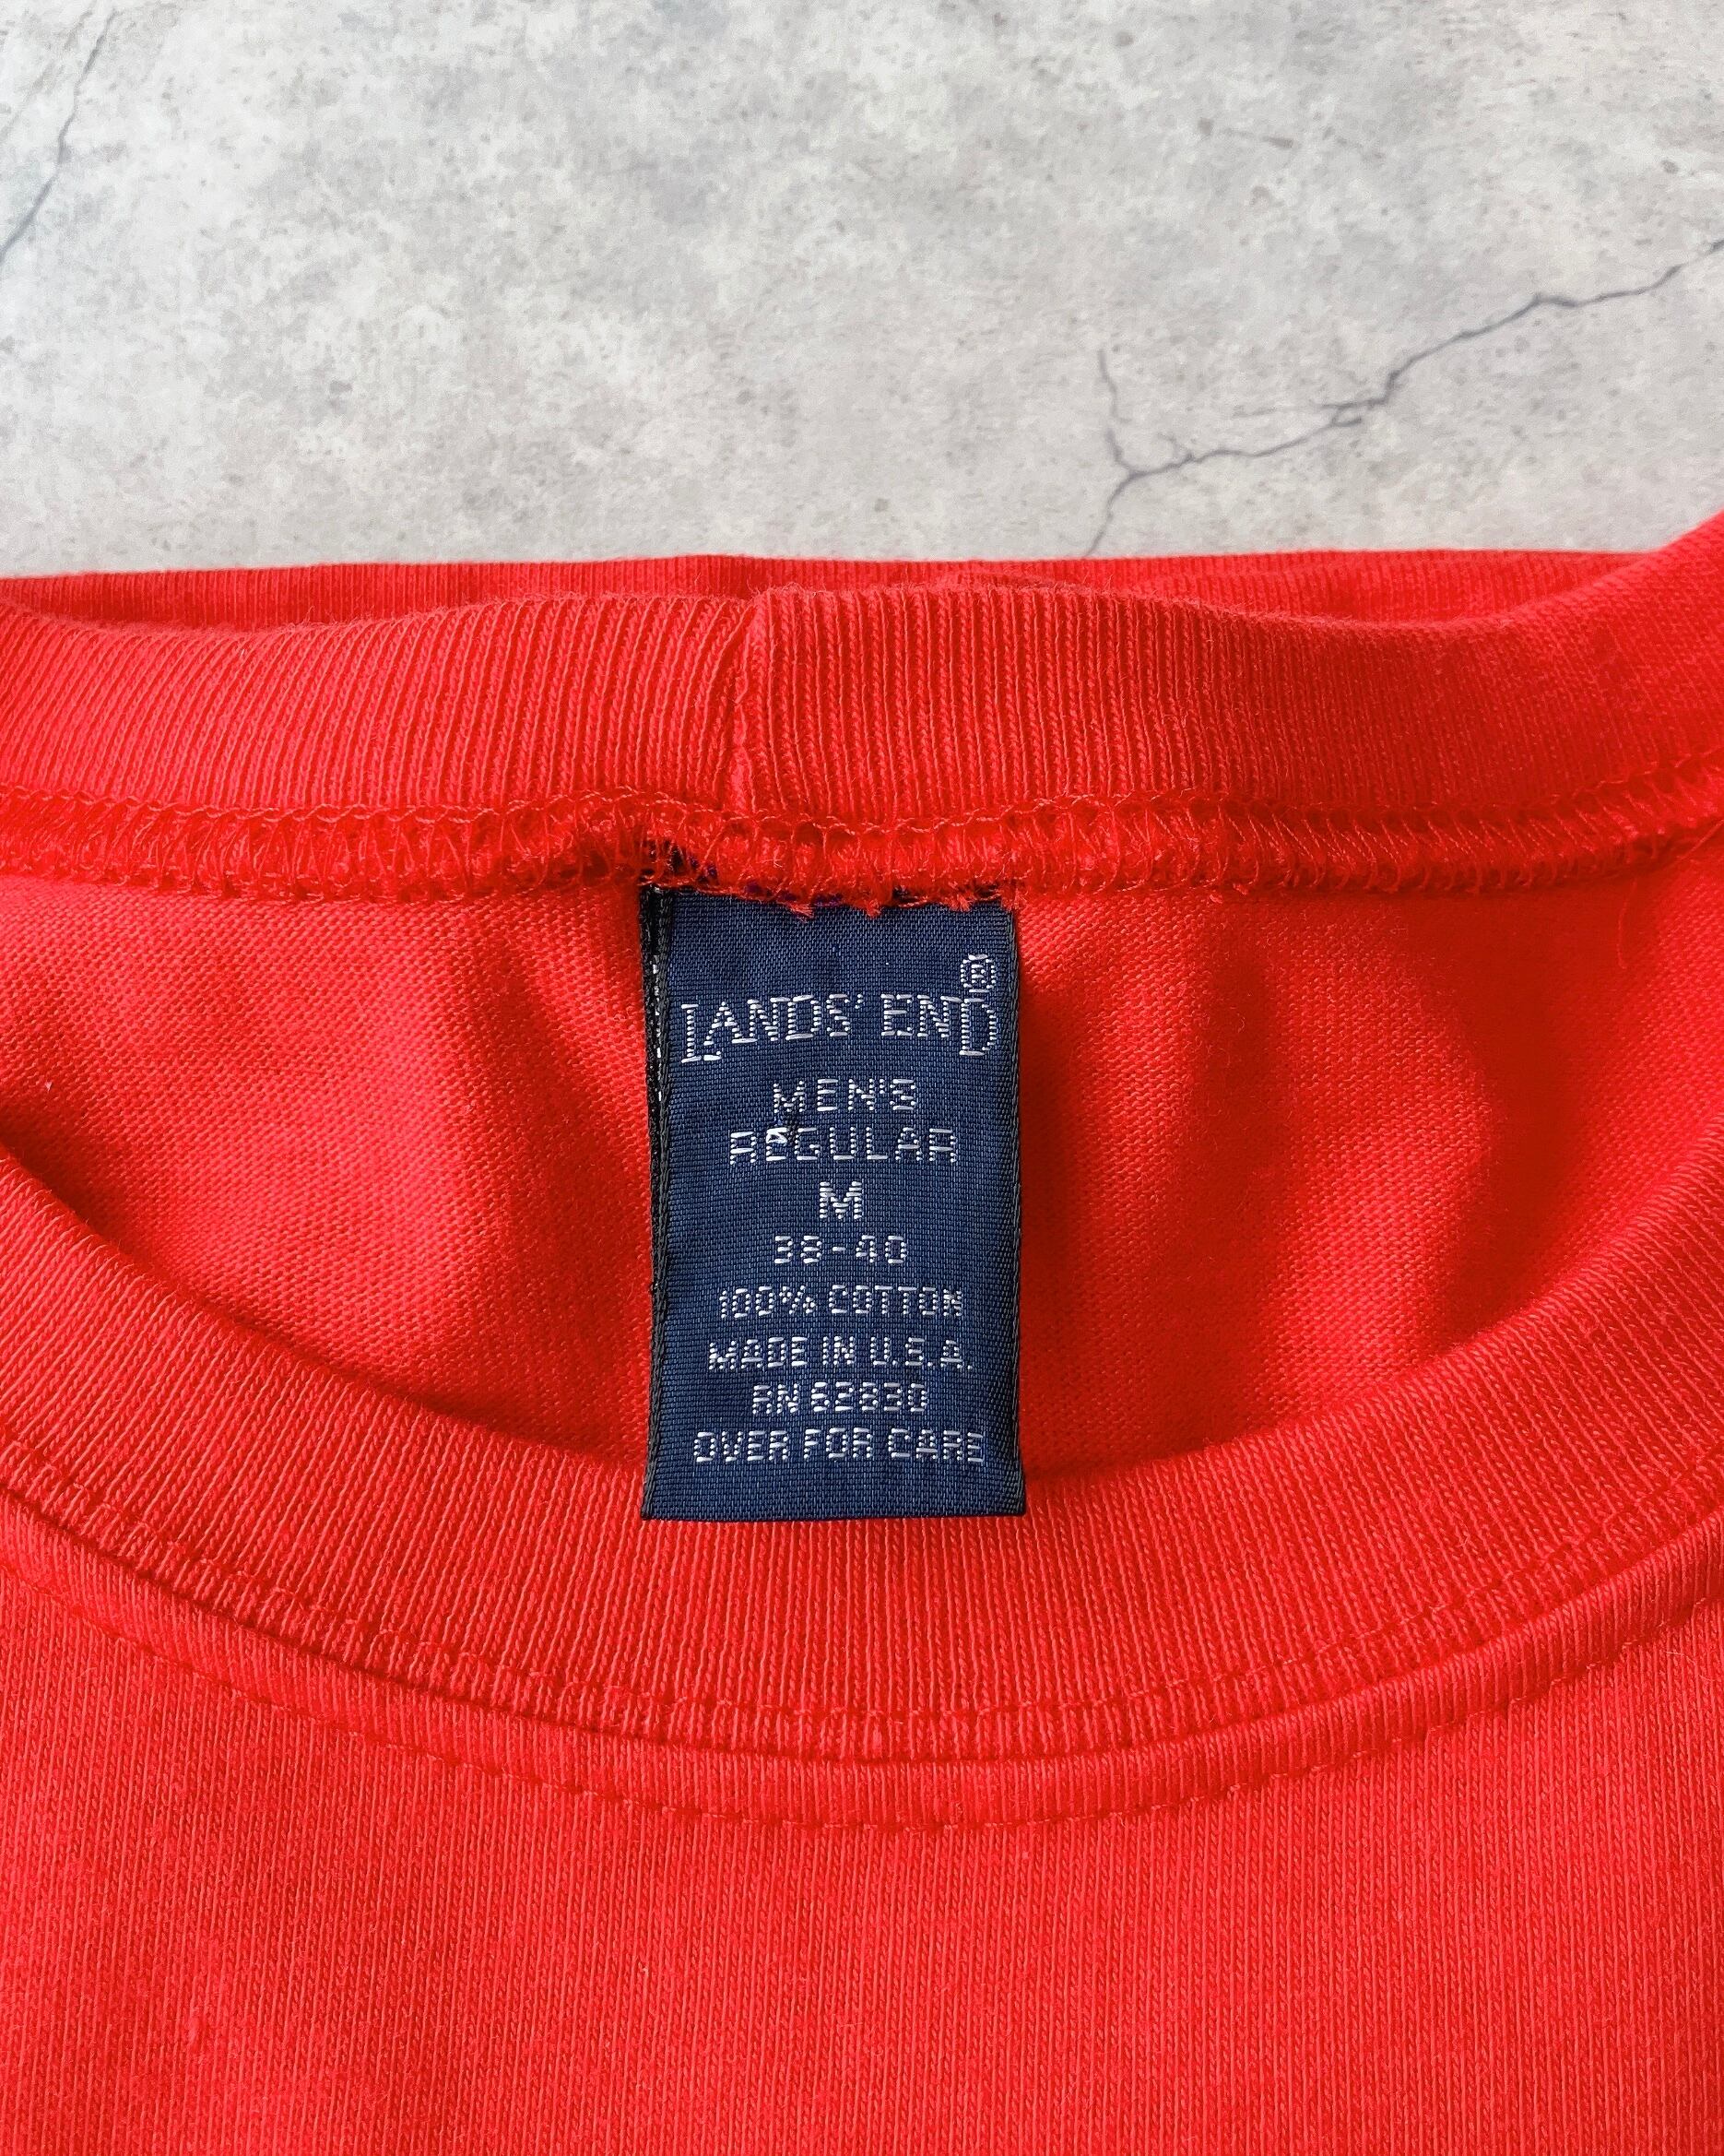 LANDS' END®
MEN'S
REGULAR
M
38-40
100% COTTON
MADE IN U.S.A.
RN 62830
OVER FOR CARE